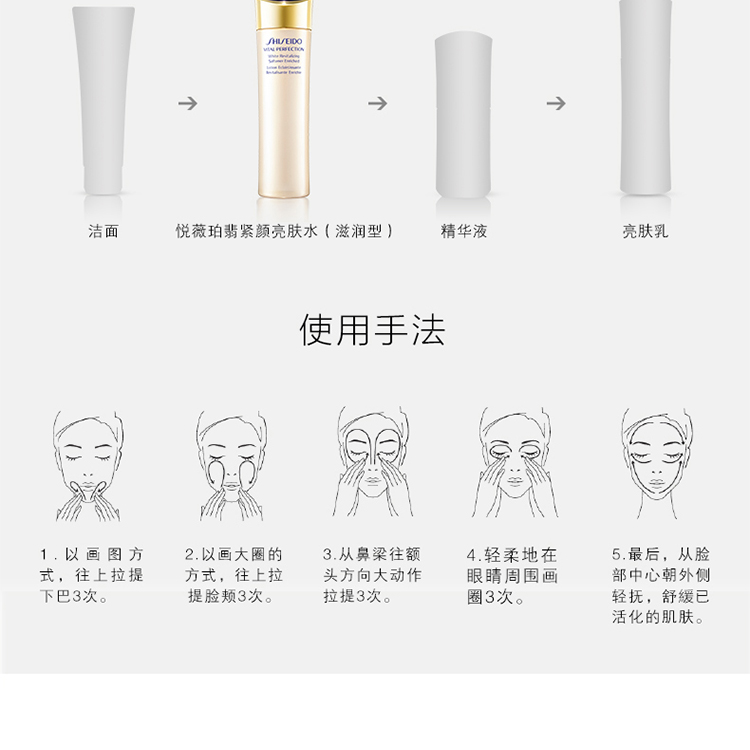 SHISEIDO
VITAL PERFECTION
White Revitalizing
Softener Enriched
洁面
悦薇珀翡紧颜亮肤水（滋润型）
精华液
亮肤乳
使用手法
1.以画图方
式，往上拉提
下巴3次。
2.以画大圈的
方式，往上拉
提脸颊3次。
3.从鼻梁往额
头方向大动作
拉提3次。
4.轻柔地在
眼睛周围画
圈3次。
5.最后，从脸
部中心朝外侧
轻抚，舒缓已
活化的肌肤。